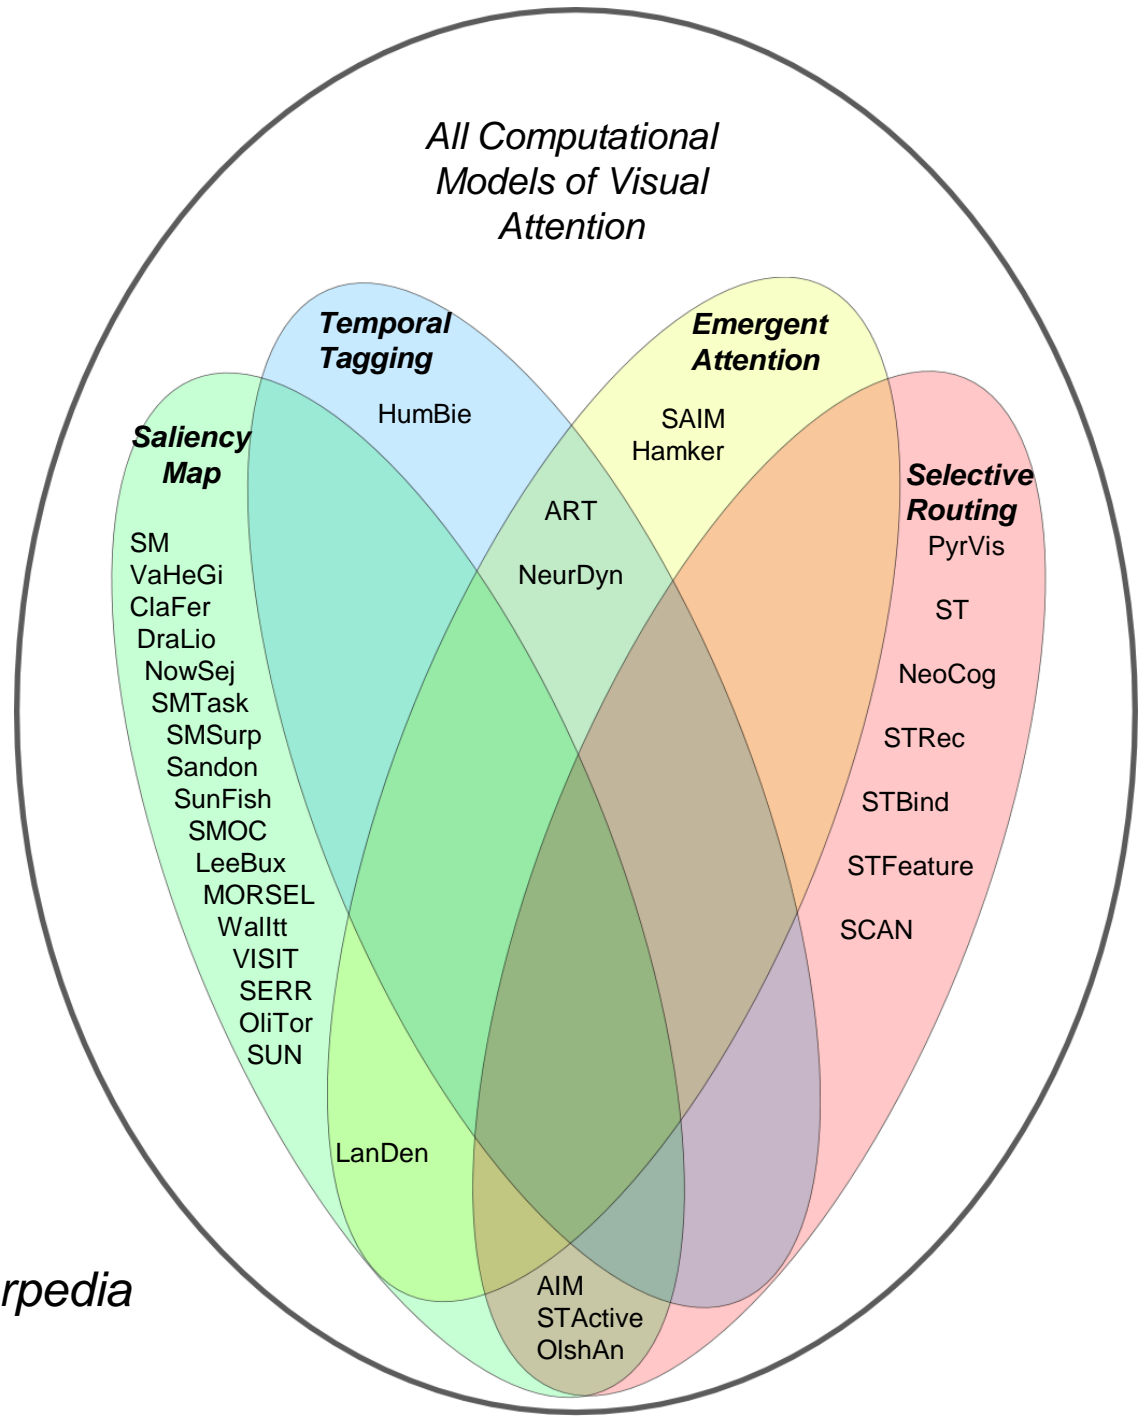 All Computational
Models of Visual
Attention
Temporal
Tagging
HumBie
Emergent
Attention
SAIM
Hamker
Saliency
Map
SM
VaHeGi
ClaFer
DraLio
NowSej
SMTask
SMSurp
Sandon
SunFish
SMOC
LeeBux
MORSEL
WalItt
VISIT
SERR
OliTor
SUN
ART
NeurDyn
Selective
Routing
PyrVis
ST
NeoCog
STRec
STBind
STFeature
SCAN
LanDen
AIM
STActive
OlshAn
rpedia